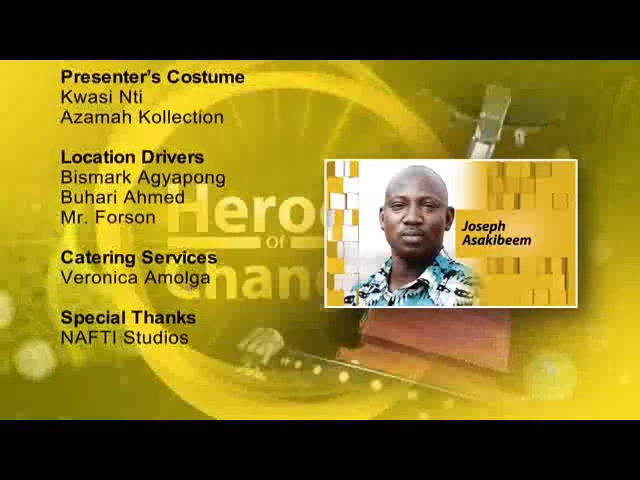 Presenter's Costume
Kwasi Nti
Azamah Kollection
Location Drivers
Bismark Agyapong
Buhari Ahmed
Mr. Forson
Catering Services
Veronica Amolga
Special Thanks
NAFTI Studios
Joseph
Asakibeem
OF